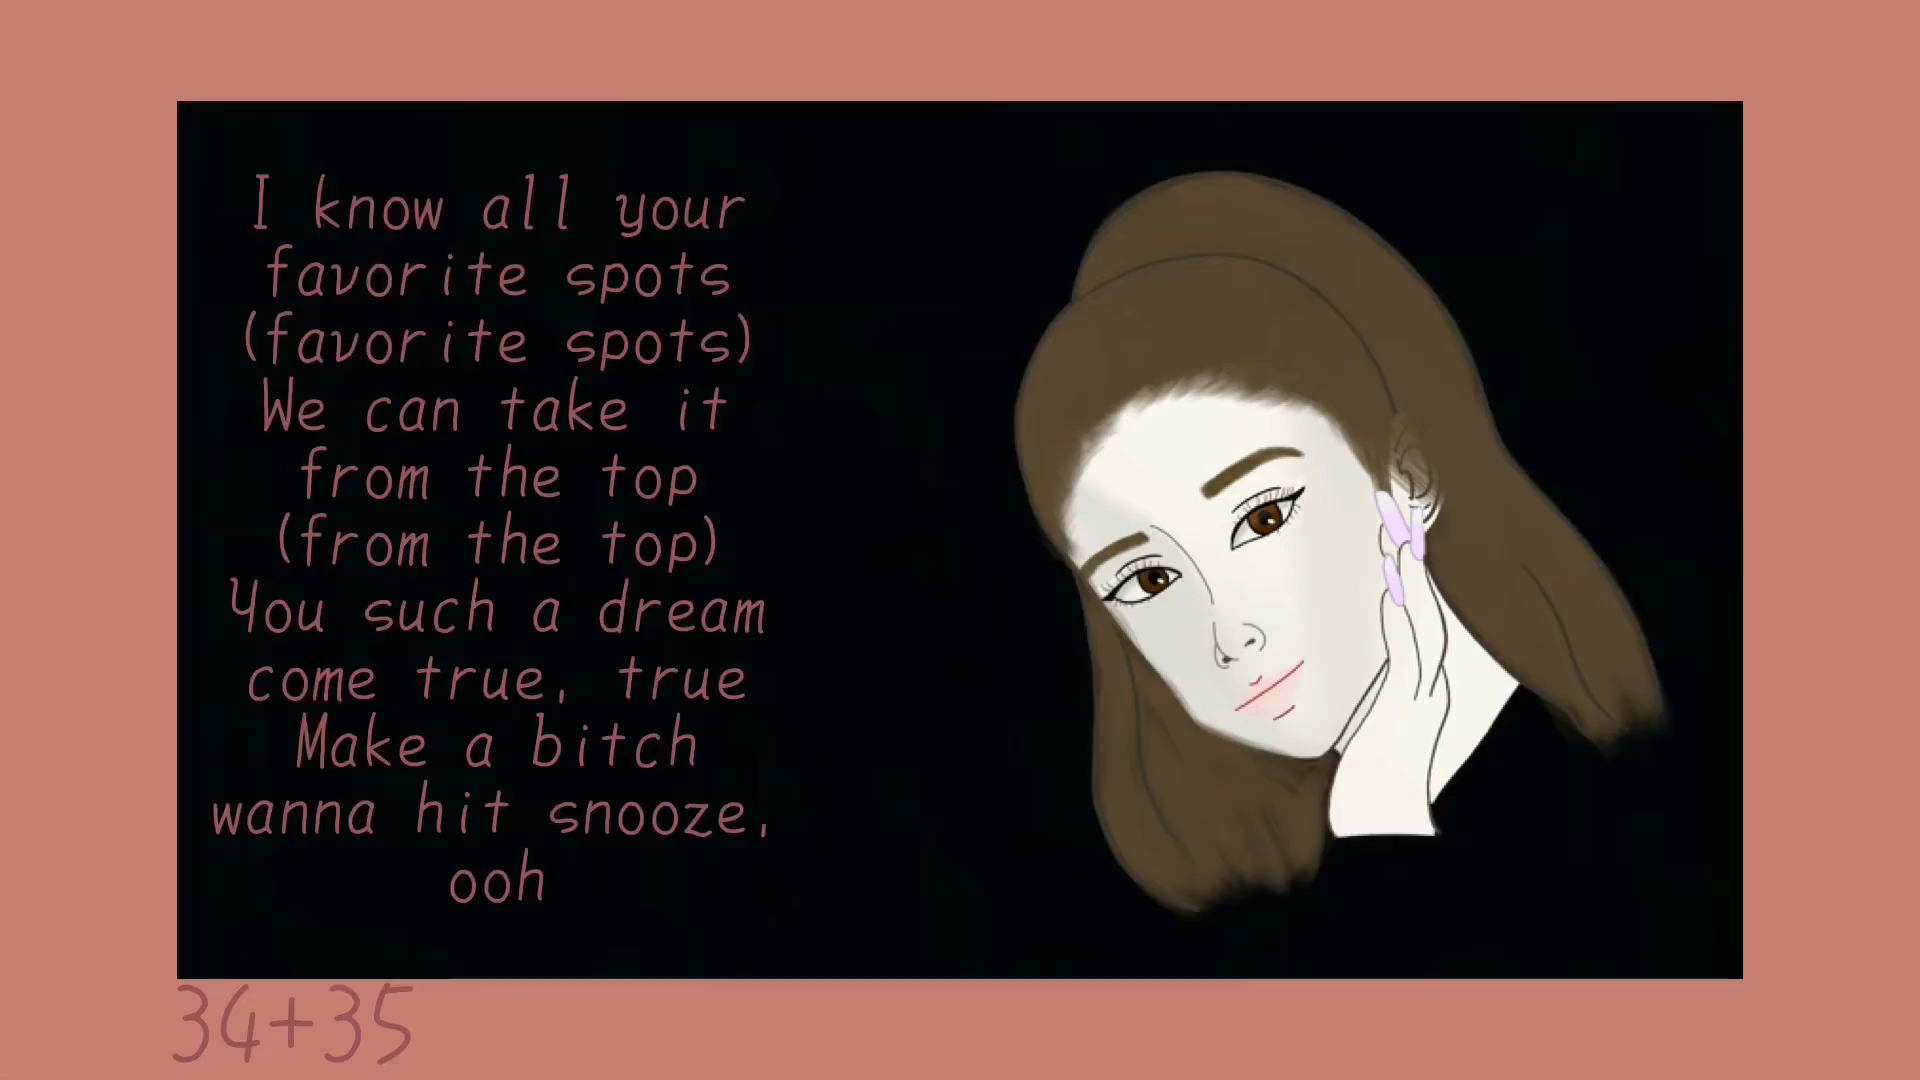 I know all your
favorite spots
(favorite spots)
We can take it
from the top
(from the top)
You such a dream
come true, true
Make a bitch
wanna hit snooze,
ooh
34+35